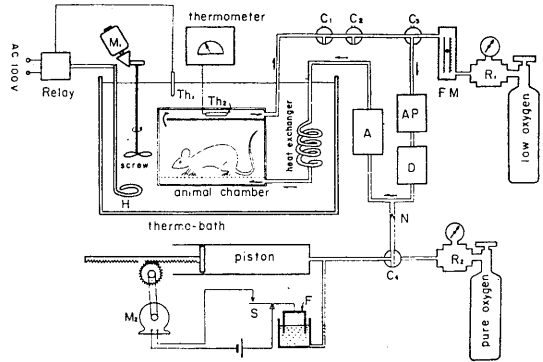 thermometer
C₁ C₂ C₃
AC 100V
M₁
Relay
Th₁
Th₂
FM
R₁
low oxygen
A
AP
D
heat exchanger
screw
H
animal chamber
thermo-bath
N
piston
C₄
R₂
pure oxygen
M₂
S
F